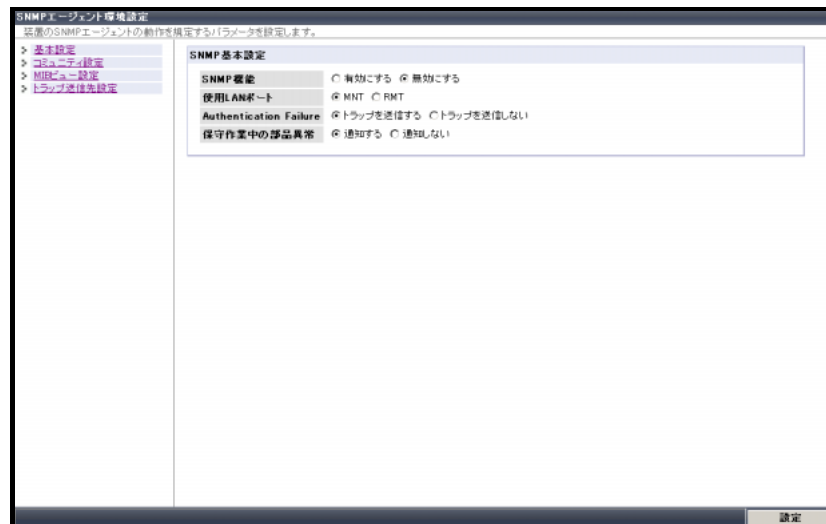 SNMPエージェント環境設定
装置のSNMPエージェントの動作を規定するパラメータを設定します。
基本設定
コミュニティ設定
MIBビュー設定
トラップ送信先設定
SNMP基本設定
SNMP機能 有効にする 無効にする
使用LANポート MNT RMT
Authentication Failure トラップを送信する トラップを送信しない
保守作業中の部品異常 通知する 通知しない
設定